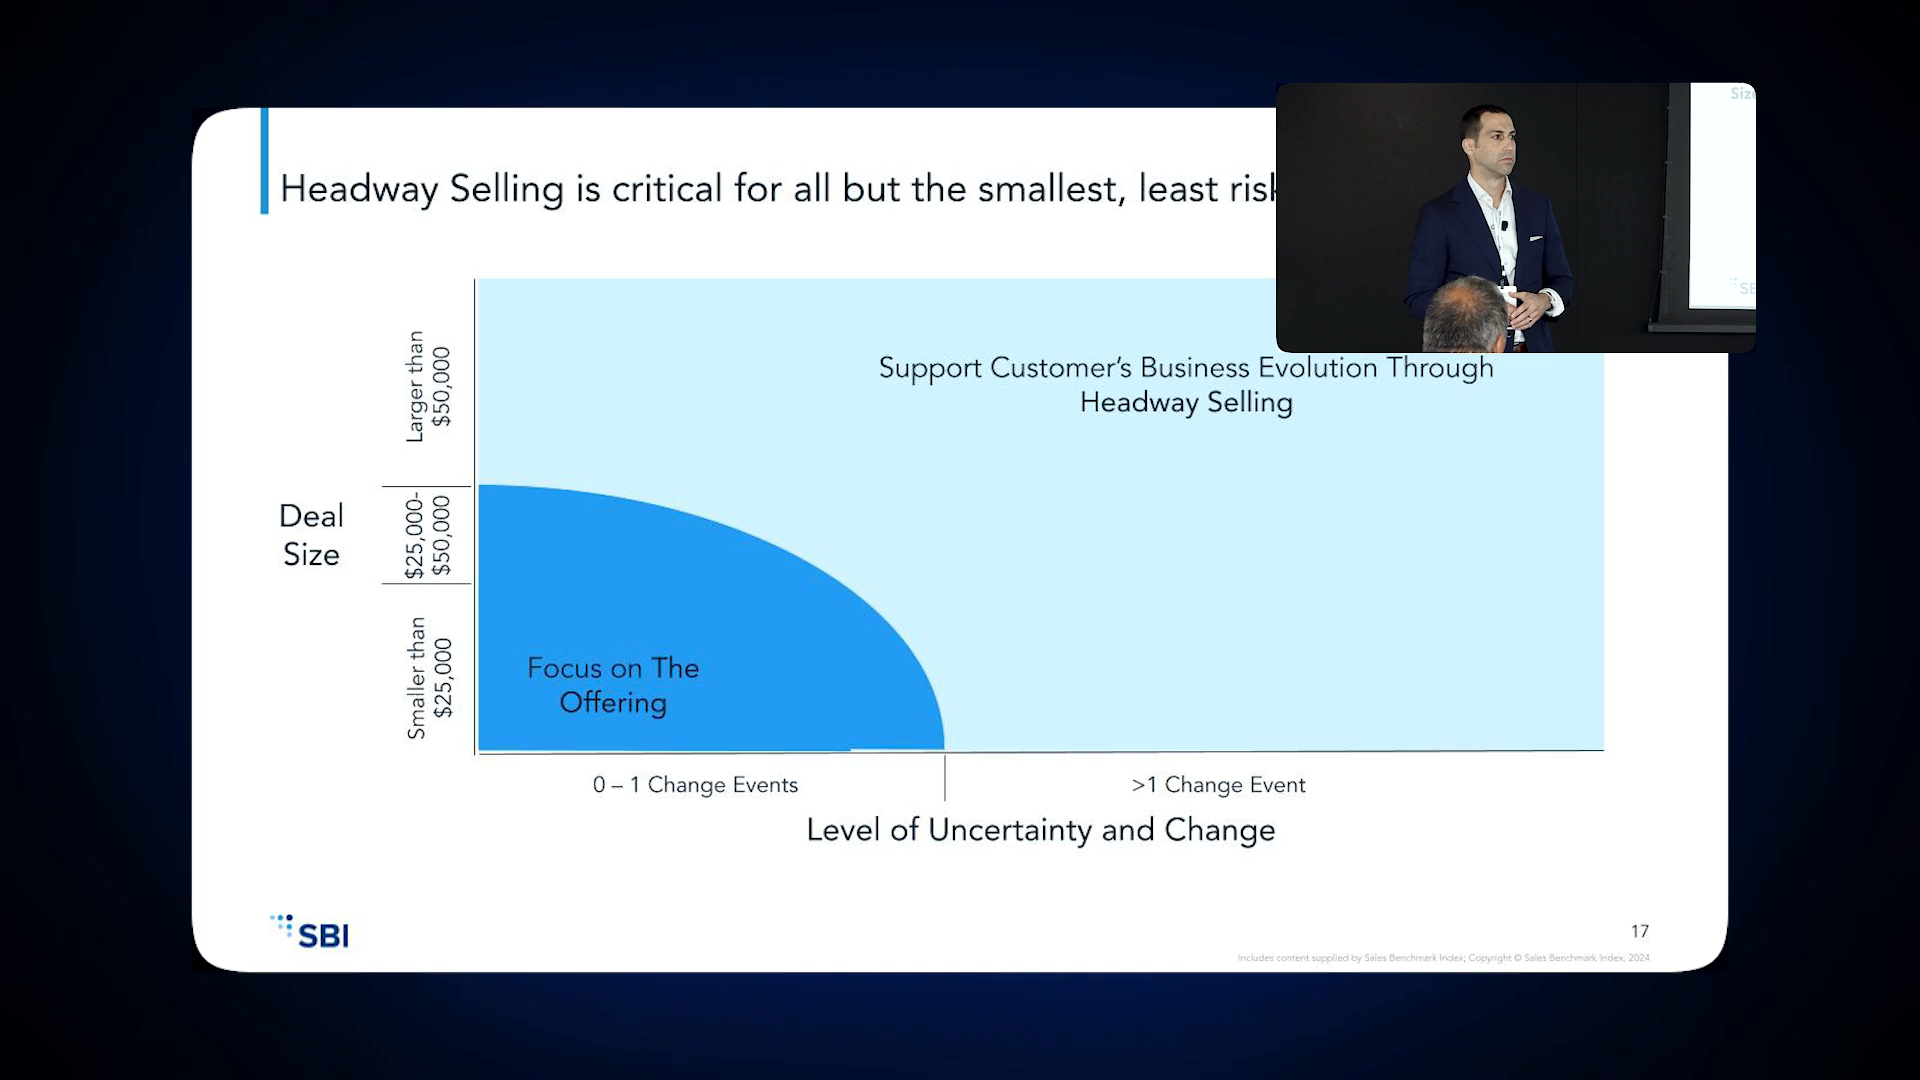 Headway Selling is critical for all but the smallest, least
Support Customer's Business Evolution Through
Headway Selling
Larger than
$50,000
Deal
Size
$25,000-
$50,000
Smaller than
$25,000
Focus on The
Offering
0 – 1 Change Events
>1 Change Event
Level of Uncertainty and Change
SBI
17
Includes content supplied by Sales Benchmark Index; Copyright © Sales Benchmark Index, 2024